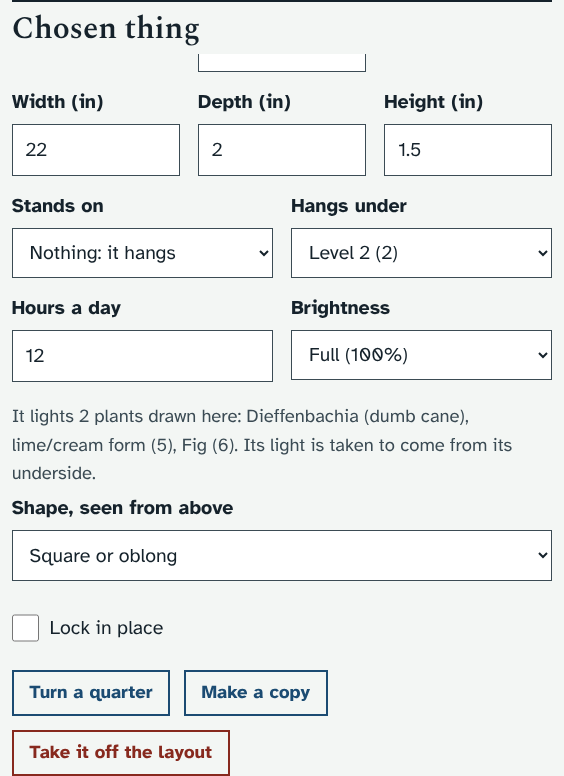 Chosen thing
Width (in)
Depth (in)
Height (in)
22
2
1.5
Stands on
Hangs under
Nothing: it hangs
Level 2 (2)
Hours a day
Brightness
12
Full (100%)
It lights 2 plants drawn here: Dieffenbachia (dumb cane),
lime/cream form (5), Fig (6). Its light is taken to come from its
underside.
Shape, seen from above
Square or oblong
Lock in place
Turn a quarter
Make a copy
Take it off the layout